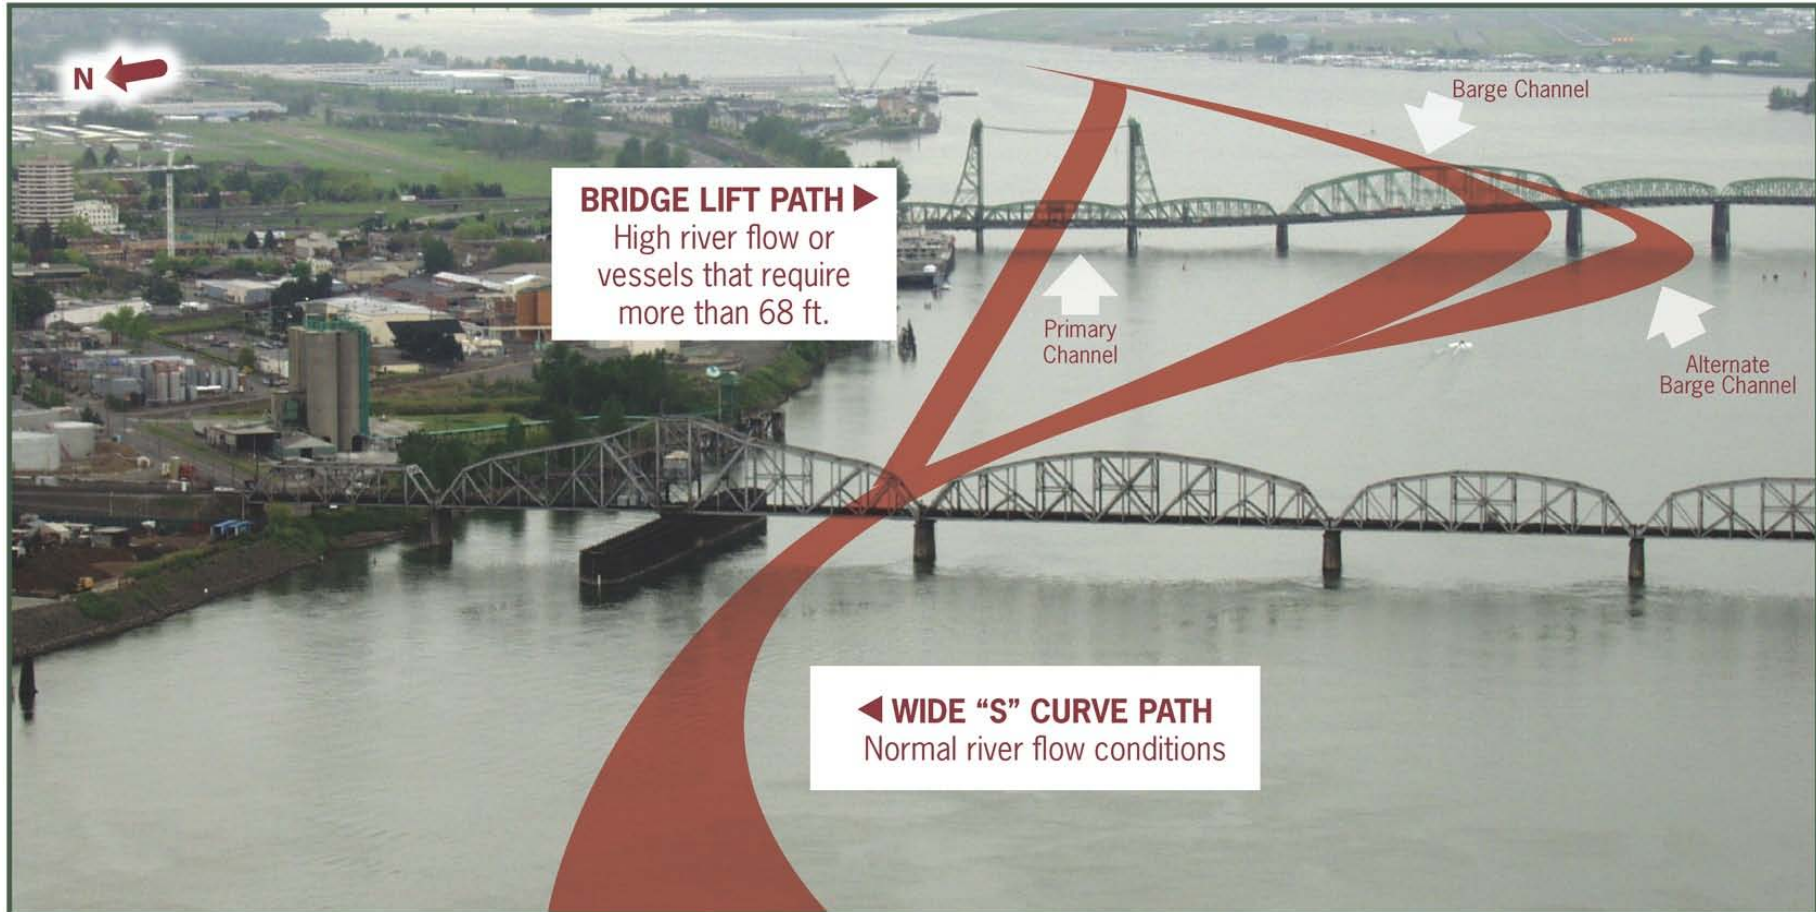 N
Barge Channel
BRIDGE LIFT PATH ▶
High river flow or
vessels that require
more than 68 ft.
Primary
Channel
Alternate
Barge Channel
◀ WIDE “S” CURVE PATH
Normal river flow conditions